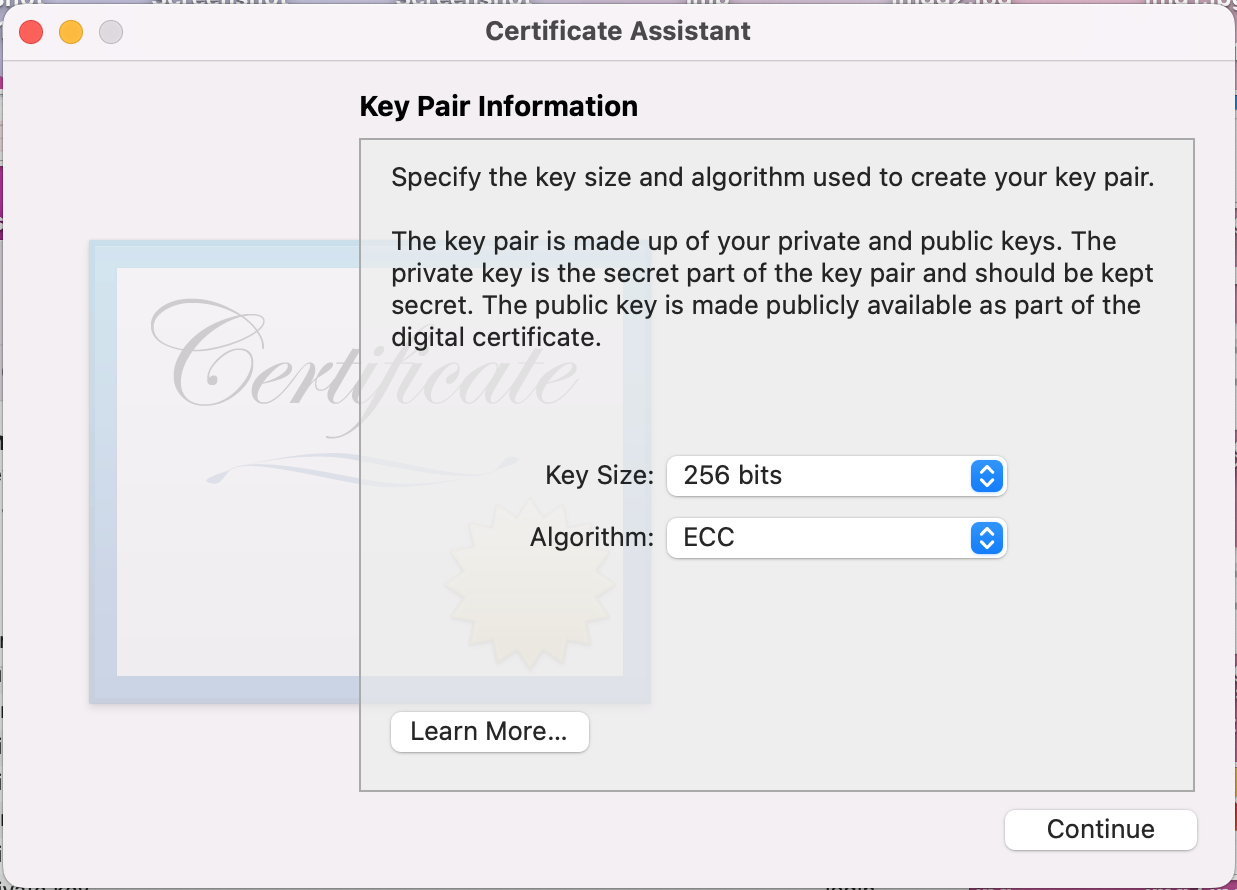 Certificate Assistant
Key Pair Information
Specify the key size and algorithm used to create your key pair.
The key pair is made up of your private and public keys. The
private key is the secret part of the key pair and should be kept
secret. The public key is made publicly available as part of the
digital certificate.
Certificate
Key Size: 256 bits
Algorithm: ECC
Learn More...
Continue